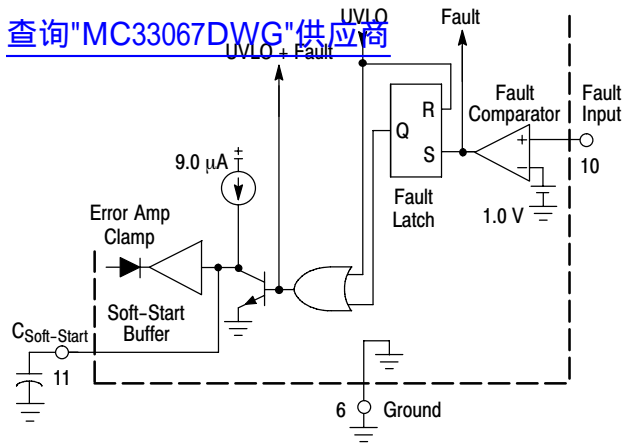 查询"MC33067DWG"供应商
UVLO
Fault
UVLO + Fault
Fault
Comparator
Fault
Input
R
Q
S
+
−
10
9.0 µA
+
Fault
Latch
1.0 V
Error Amp
Clamp
Soft–Start
Buffer
CSoft–Start
11
6
Ground